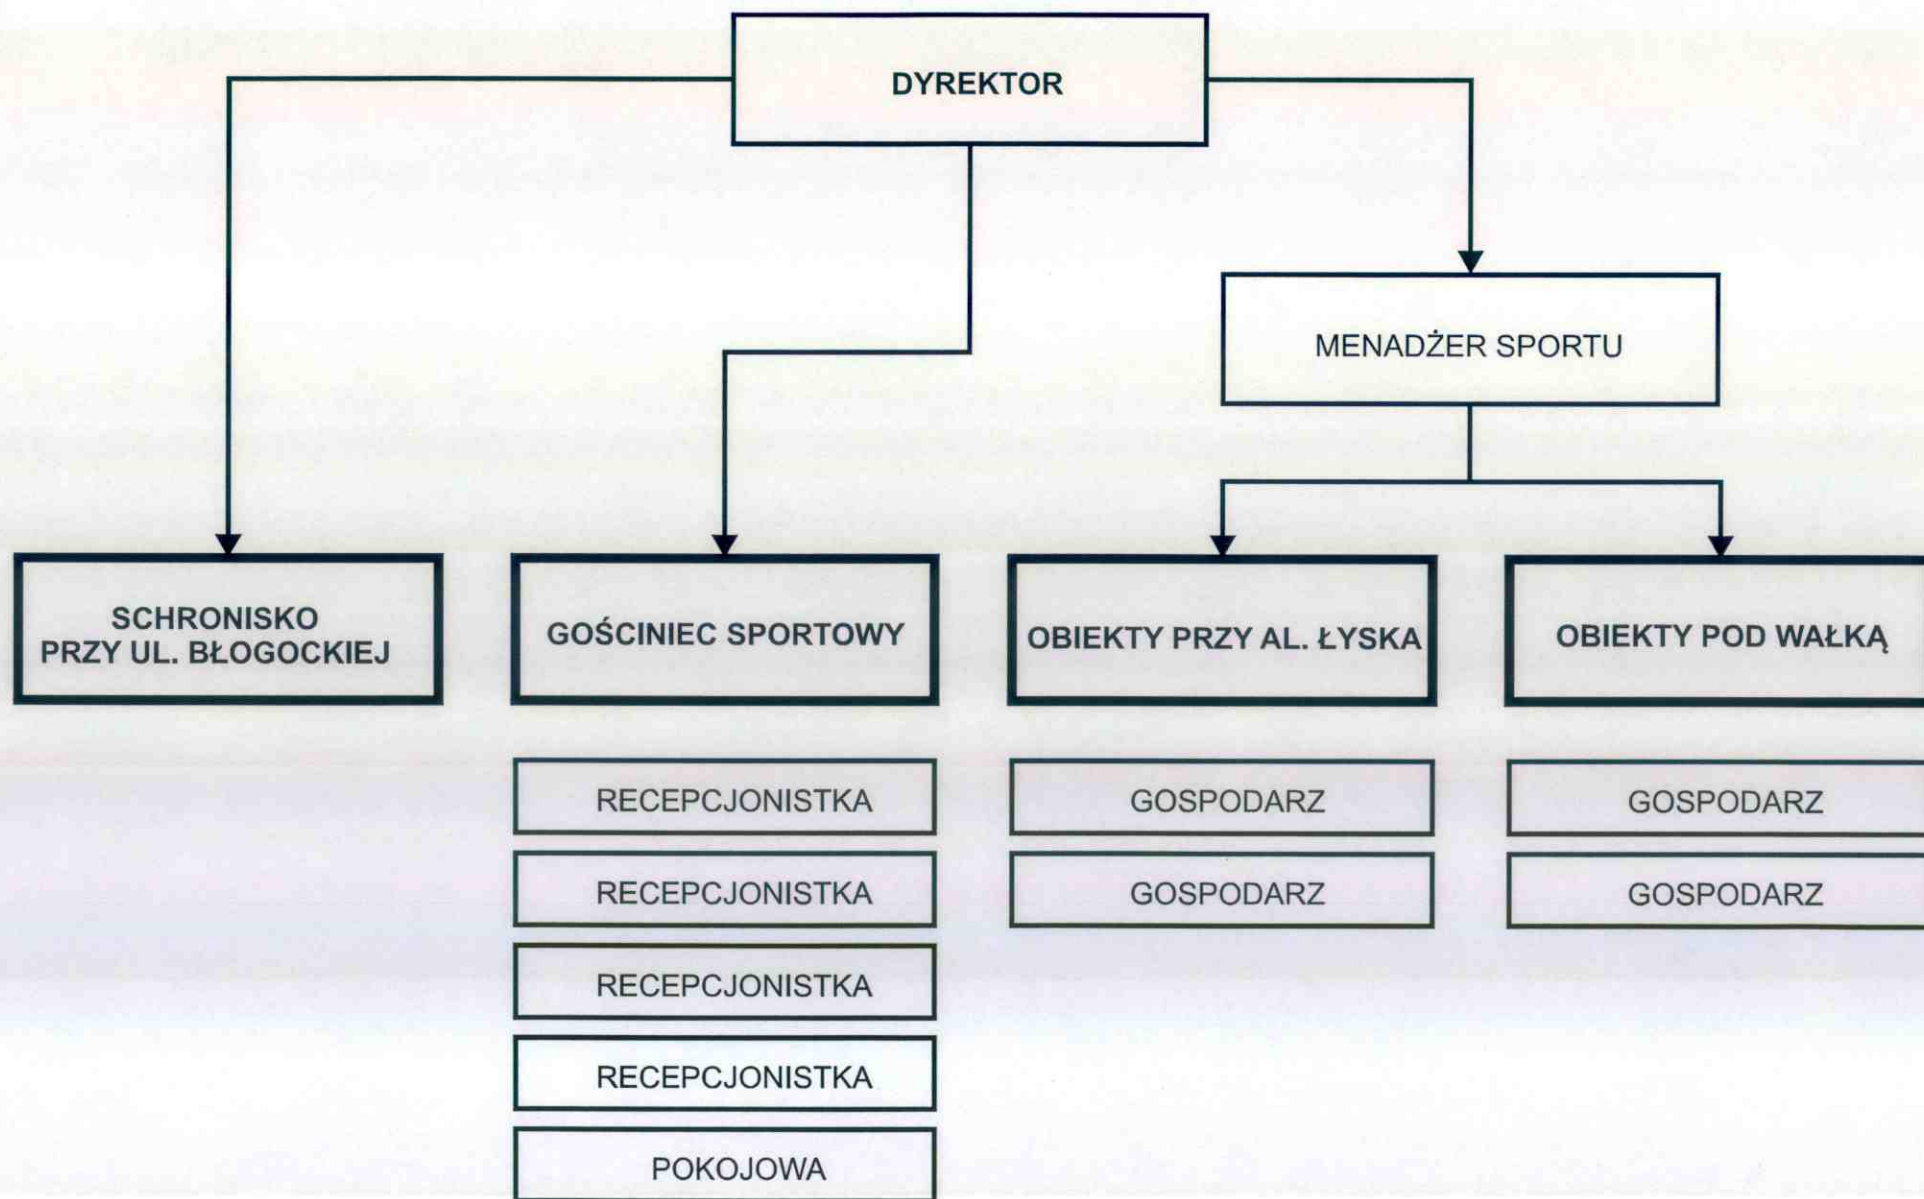 DYREKTOR
MENADŻER SPORTU
SCHRONISKO
PRZY UL. BŁOGOCKIEJ
GOŚCINIEC SPORTOWY
OBIEKTY PRZY AL. ŁYSKA
OBIEKTY POD WAŁKĄ
RECEPCJONISTKA
GOSPODARZ
GOSPODARZ
RECEPCJONISTKA
GOSPODARZ
GOSPODARZ
RECEPCJONISTKA
RECEPCJONISTKA
POKOJOWA